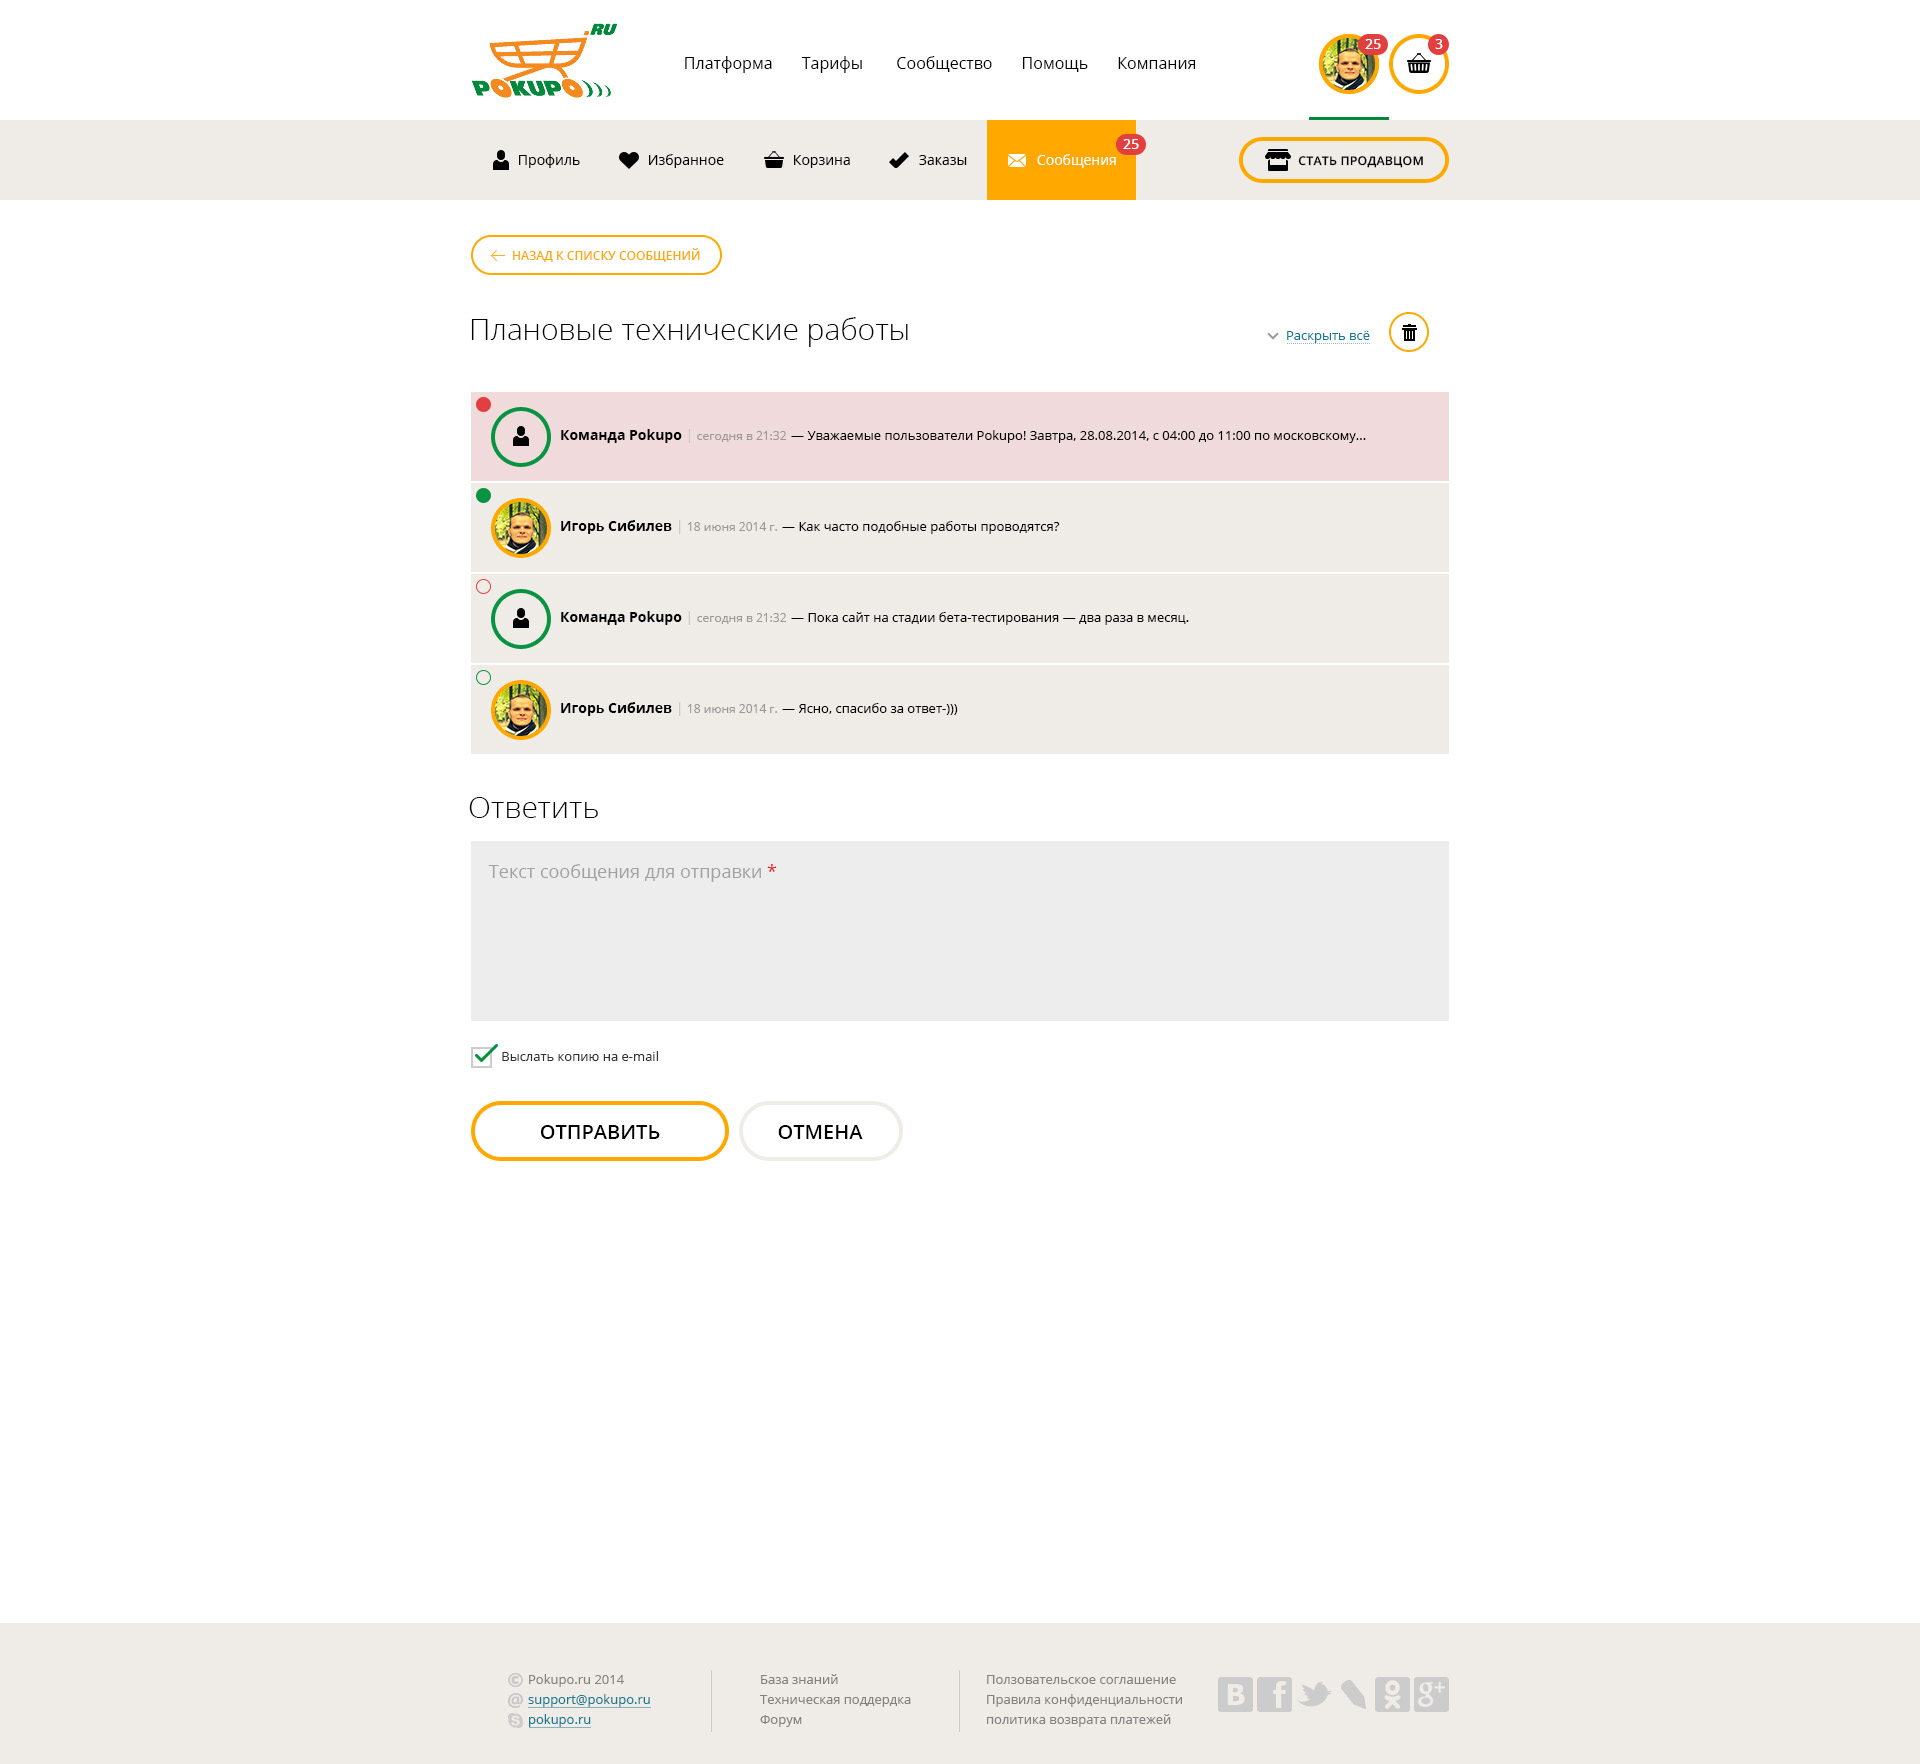 .RU
POKUPO
Платформа Тарифы Сообщество Помощь Компания
25
3
Профиль Избранное Корзина Заказы Сообщения 25
СТАТЬ ПРОДАВЦОМ
НАЗАД К СПИСКУ СООБЩЕНИЙ
Плановые технические работы
Раскрыть всё
Команда Pokupo | сегодня в 21:32 — Уважаемые пользователи Pokupo! Завтра, 28.08.2014, с 04:00 до 11:00 по московскому...
Игорь Сибилев | 18 июня 2014 г. — Как часто подобные работы проводятся?
Команда Pokupo | сегодня в 21:32 — Пока сайт на стадии бета-тестирования — два раза в месяц.
Игорь Сибилев | 18 июня 2014 г. — Ясно, спасибо за ответ-)))
Ответить
Текст сообщения для отправки *
Выслать копию на e-mail
ОТПРАВИТЬ ОТМЕНА
© Pokupo.ru 2014
@ support@pokupo.ru
pokupo.ru
База знаний
Техническая поддердка
Форум
Ползовательское соглашение
Правила конфиденциальности
политика возврата платежей
B f g+